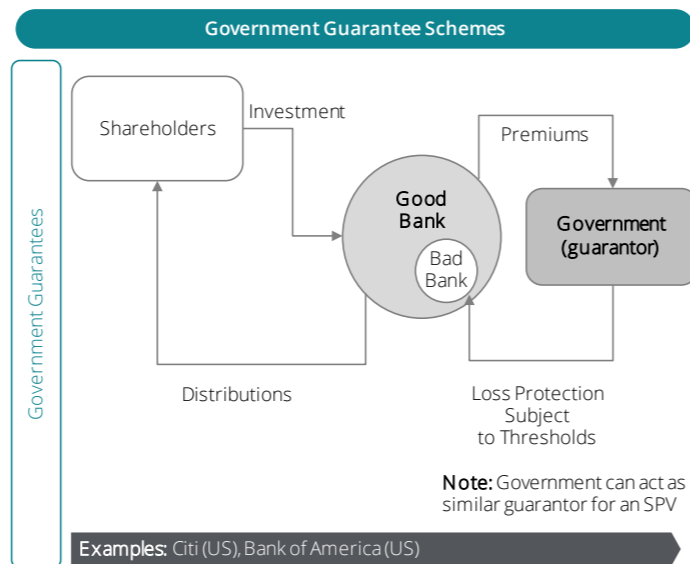 Government Guarantee Schemes
Government Guarantees
Shareholders
Investment
Premiums
Good
Bank
Bad
Bank
Government
(guarantor)
Distributions
Loss Protection
Subject
to Thresholds
Note: Government can act as
similar guarantor for an SPV
Examples: Citi (US), Bank of America (US)